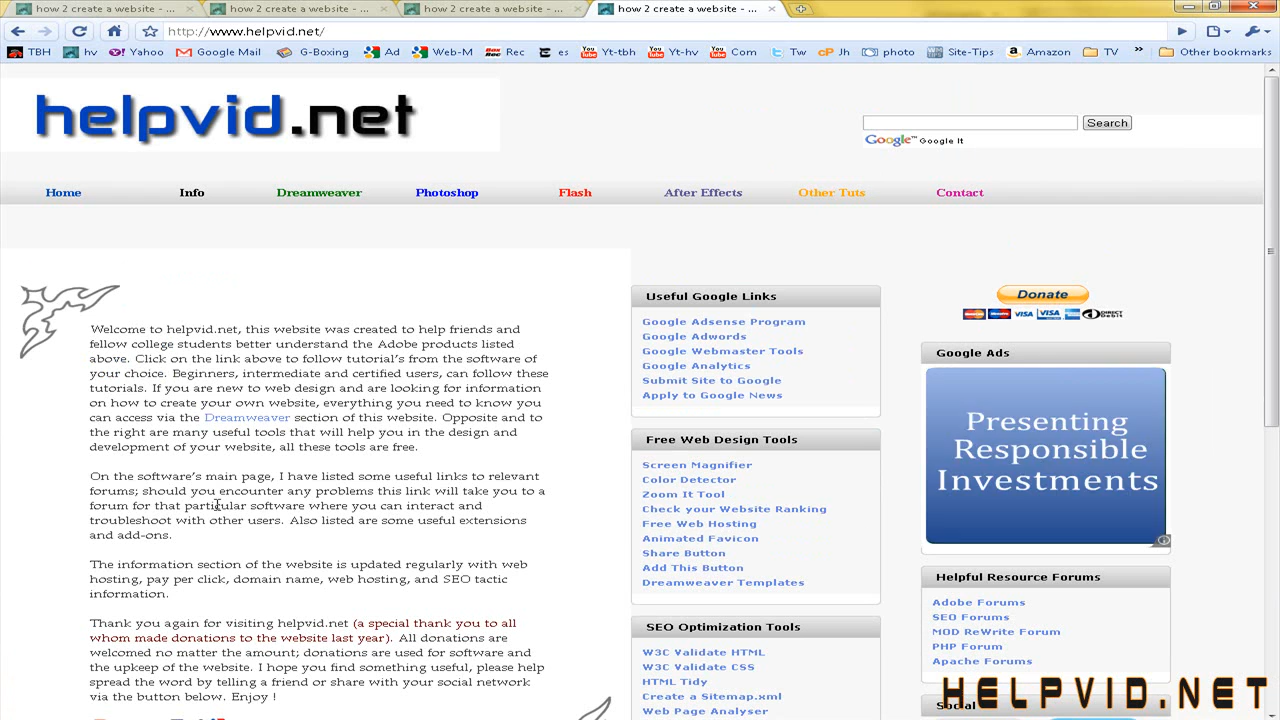 how 2 create a website - ...
how 2 create a website - ...
how 2 create a website - ...
how 2 create a website - ...
http://www.helpvid.net/
TBH hv Yahoo Google Mail G-Boxing Ad Web-M Rec es Yt-tbh Yt-hv Com Tw Jh photo Site-Tips Amazon TV » Other bookmarks
helpvid.net
Search
Google™ Google It
Home Info Dreamweaver Photoshop Flash After Effects Other Tuts Contact
Welcome to helpvid.net, this website was created to help friends and
fellow college students better understand the Adobe products listed
above. Click on the link above to follow tutorial's from the software of
your choice. Beginners, intermediate and certified users, can follow these
tutorials. If you are new to web design and are looking for information
on how to create your own website, everything you need to know you
can access via the Dreamweaver section of this website. Opposite and to
the right are many useful tools that will help you in the design and
development of your website, all these tools are free.
On the software's main page, I have listed some useful links to relevant
forums; should you encounter any problems this link will take you to a
forum for that particular software where you can interact and
troubleshoot with other users. Also listed are some useful extensions
and add-ons.
The information section of the website is updated regularly with web
hosting, pay per click, domain name, web hosting, and SEO tactic
information.
Thank you again for visiting helpvid.net (a special thank you to all
whom made donations to the website last year). All donations are
welcomed no matter the amount; donations are used for software and
the upkeep of the website. I hope you find something useful, please help
spread the word by telling a friend or share with your social network
via the button below. Enjoy !
Useful Google Links
Google Adsense Program
Google Adwords
Google Webmaster Tools
Google Analytics
Submit Site to Google
Apply to Google News
Free Web Design Tools
Screen Magnifier
Color Detector
Zoom It Tool
Check your Website Ranking
Free Web Hosting
Animated Favicon
Share Button
Add This Button
Dreamweaver Templates
SEO Optimization Tools
W3C Validate HTML
W3C Validate CSS
HTML Tidy
Create a Sitemap.xml
Web Page Analyser
Donate
VISA VISA DIRECT Debit
Google Ads
Presenting
Responsible
Investments
Helpful Resource Forums
Adobe Forums
SEO Forums
MOD ReWrite Forum
PHP Forum
Apache Forums
Social
HELPVID.NET